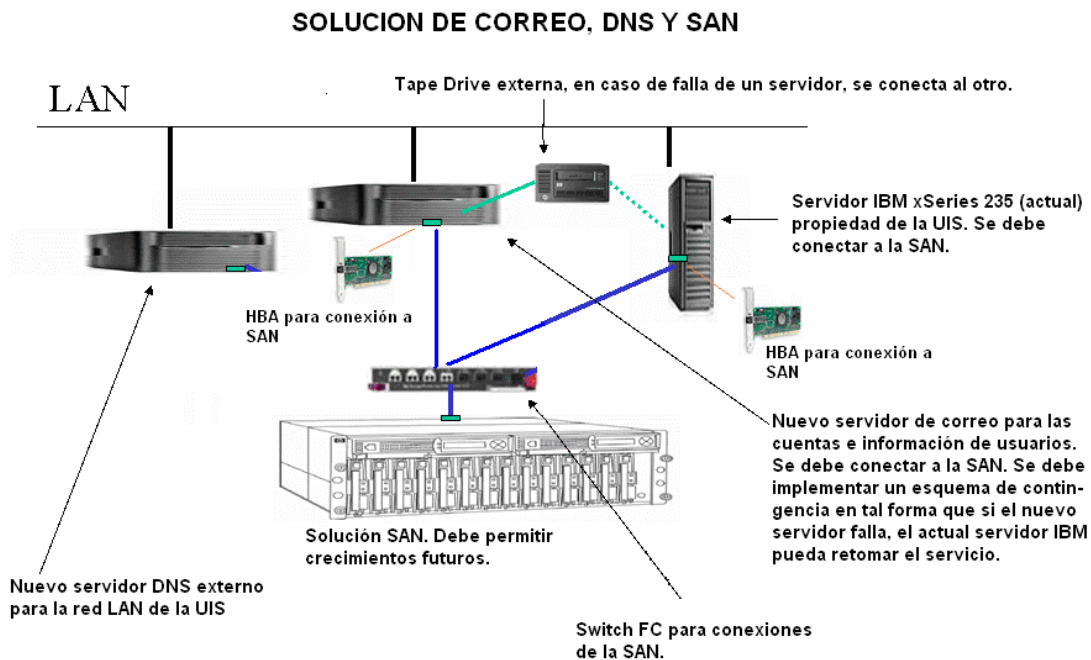 SOLUCION DE CORREO, DNS Y SAN
LAN
Tape Drive externa, en caso de falla de un servidor, se conecta al otro.
Servidor IBM xSeries 235 (actual)
propiedad de la UIS. Se debe
conectar a la SAN.
HBA para conexión a
SAN
HBA para conexión a
SAN
Nuevo servidor de correo para las
cuentas e información de usuarios.
Se debe conectar a la SAN. Se debe
implementar un esquema de contin-
gencia en tal forma que si el nuevo
servidor falla, el actual servidor IBM
pueda retomar el servicio.
Solución SAN. Debe permitir
crecimientos futuros.
Nuevo servidor DNS externo
para la red LAN de la UIS
Switch FC para conexiones
de la SAN.